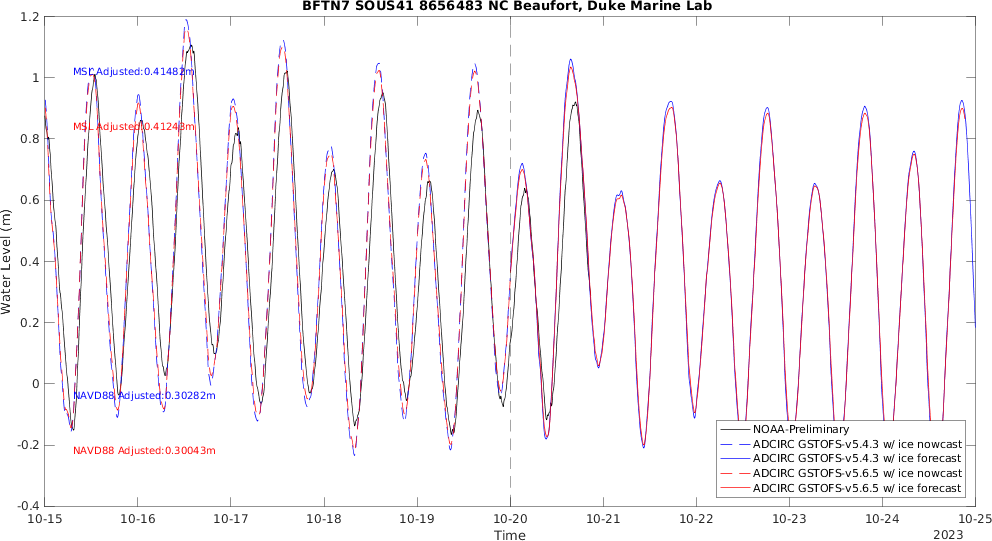 BFTN7 SOUS41 8656483 NC Beaufort, Duke Marine Lab
1.2
1
0.8
0.6
0.4
0.2
0
-0.2
-0.4
Water Level (m)
MSL Adjusted:0.41482m
MSL Adjusted:0.41243m
NAVD88 Adjusted:0.30282m
NAVD88 Adjusted:0.30043m
NOAA-Preliminary
ADCIRC GSTOFS-v5.4.3 w/ ice nowcast
ADCIRC GSTOFS-v5.4.3 w/ ice forecast
ADCIRC GSTOFS-v5.6.5 w/ ice nowcast
ADCIRC GSTOFS-v5.6.5 w/ ice forecast
10-15 10-16 10-17 10-18 10-19 10-20 10-21 10-22 10-23 10-24 10-25
Time
2023